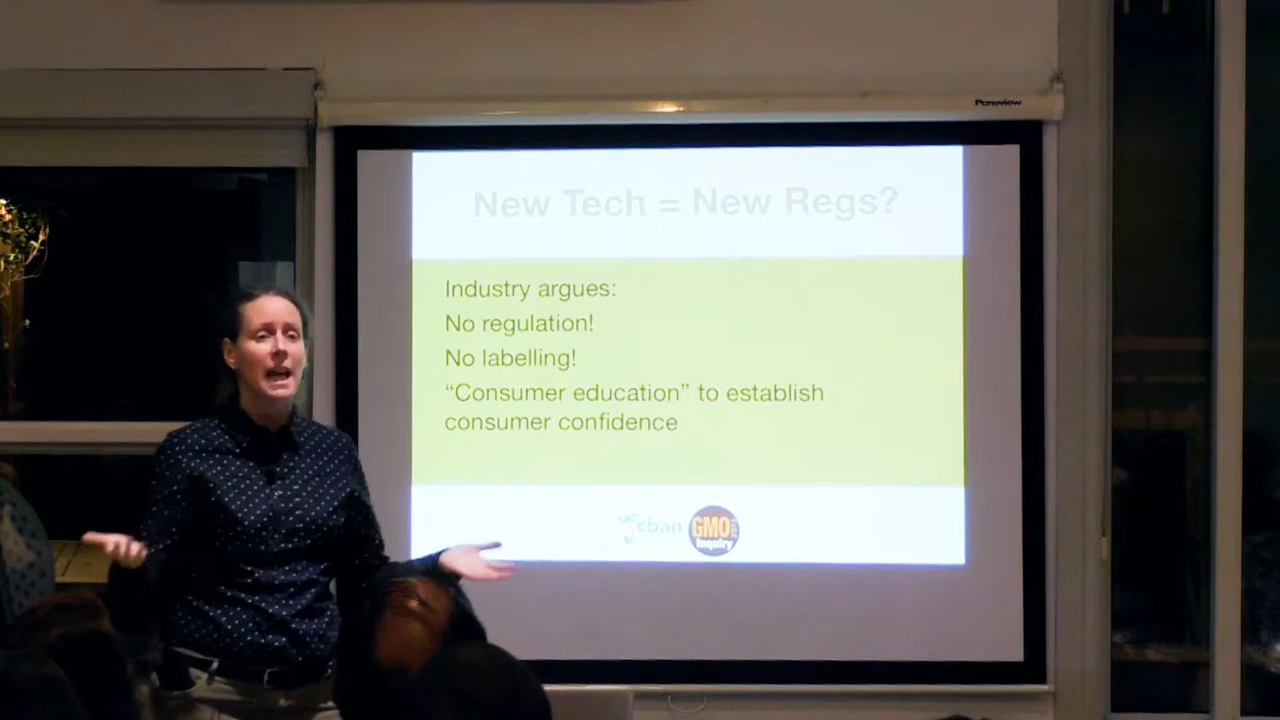 Panoview
New Tech = New Regs?
Industry argues:
No regulation!
No labelling!
“Consumer education” to establish
consumer confidence
cban
GMO
Inquiry